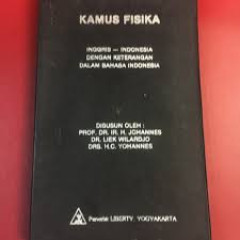 KAMUS FISIKA
INGGRIS — INDONESIA
DENGAN KETERANGAN
DALAM BAHASA INDONESIA
DISUSUN OLEH :
PROF. DR. IR. H. JOHANNES
DR. LIEK WILARDJO
DRS. H.C. YOHANNES
Penerbit LIBERTY, YOGYAKARTA